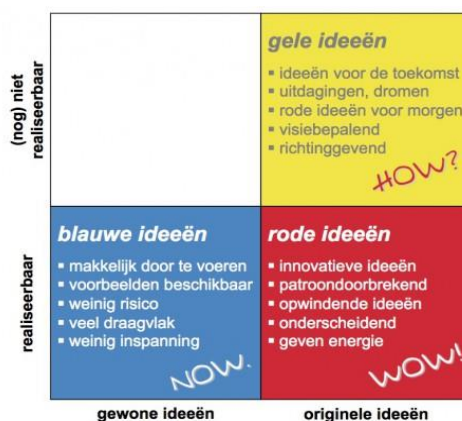 (nog) niet
realiseerbaar
gele ideeën
▪ ideeën voor de toekomst
▪ uitdagingen, dromen
▪ rode ideeën voor morgen
▪ visiebepalend
▪ richtinggevend
HOW?
realiseerbaar
blauwe ideeën
▪ makkelijk door te voeren
▪ voorbeelden beschikbaar
▪ weinig risico
▪ veel draagvlak
▪ weinig inspanning
NOW.
rode ideeën
▪ innovatieve ideeën
▪ patroondoorbrekend
▪ opwindende ideeën
▪ onderscheidend
▪ geven energie
WOW!
gewone ideeën
originele ideeën